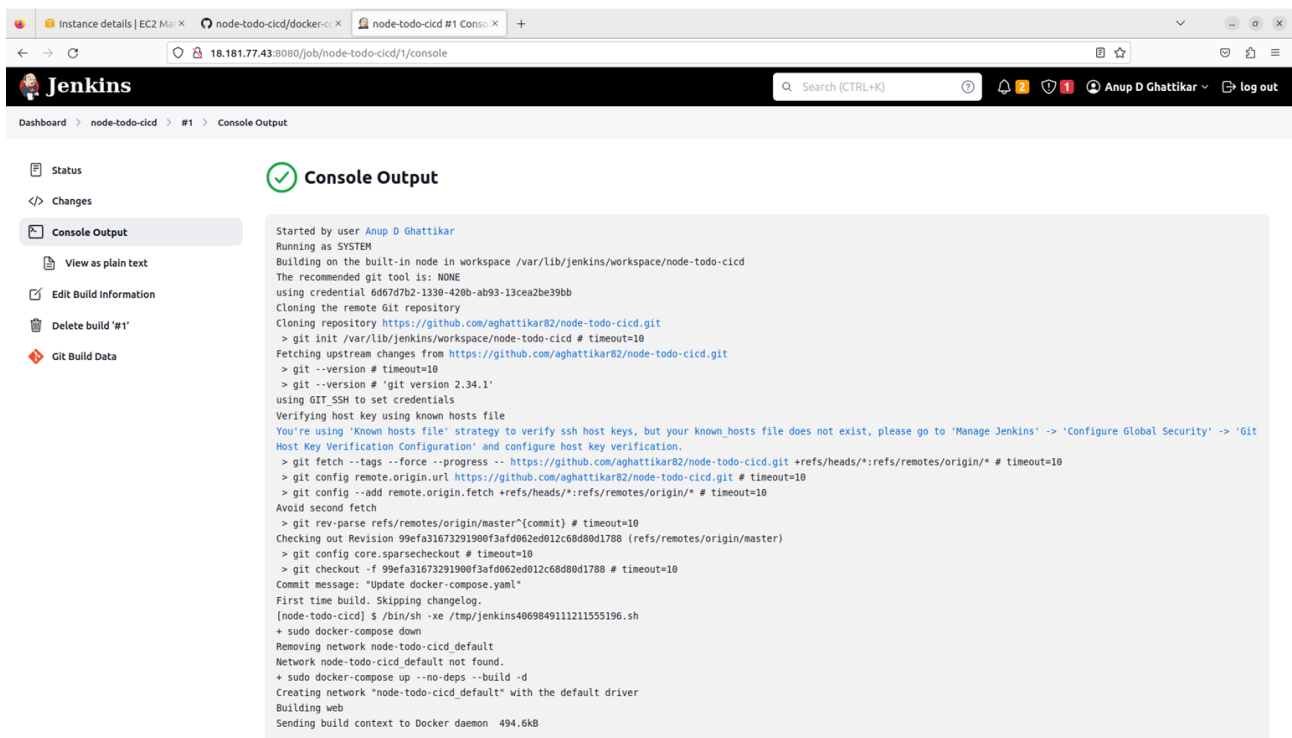 Instance details | EC2 Ma
node-todo-cicd/docker-co
node-todo-cicd #1 Conso
18.181.77.43:8080/job/node-todo-cicd/1/console
Jenkins
Search (CTRL+K)
2
1
Anup D Ghattikar
log out
Dashboard > node-todo-cicd > #1 > Console Output
Status
Changes
Console Output
View as plain text
Edit Build Information
Delete build '#1'
Git Build Data
Console Output
Started by user Anup D Ghattikar
Running as SYSTEM
Building on the built-in node in workspace /var/lib/jenkins/workspace/node-todo-cicd
The recommended git tool is: NONE
using credential 6d67d7b2-1330-420b-ab93-13cea2be39bb
Cloning the remote Git repository
Cloning repository https://github.com/aghattikar82/node-todo-cicd.git
> git init /var/lib/jenkins/workspace/node-todo-cicd # timeout=10
Fetching upstream changes from https://github.com/aghattikar82/node-todo-cicd.git
> git --version # timeout=10
> git --version # 'git version 2.34.1'
using GIT_SSH to set credentials
Verifying host key using known hosts file
You're using 'Known hosts file' strategy to verify ssh host keys, but your known_hosts file does not exist, please go to 'Manage Jenkins' -> 'Configure Global Security' -> 'Git
Host Key Verification Configuration' and configure host key verification.
> git fetch --tags --force --progress -- https://github.com/aghattikar82/node-todo-cicd.git +refs/heads/*:refs/remotes/origin/* # timeout=10
> git config remote.origin.url https://github.com/aghattikar82/node-todo-cicd.git # timeout=10
> git config --add remote.origin.fetch +refs/heads/*:refs/remotes/origin/* # timeout=10
Avoid second fetch
> git rev-parse refs/remotes/origin/master^{commit} # timeout=10
Checking out Revision 99efa31673291900f3afd062ed012c68d80d1788 (refs/remotes/origin/master)
> git config core.sparsecheckout # timeout=10
> git checkout -f 99efa31673291900f3afd062ed012c68d80d1788 # timeout=10
Commit message: "Update docker-compose.yaml"
First time build. Skipping changelog.
[node-todo-cicd] $ /bin/sh -xe /tmp/jenkins4069849111211555196.sh
+ sudo docker-compose down
Removing network node-todo-cicd_default
Network node-todo-cicd_default not found.
+ sudo docker-compose up --no-deps --build -d
Creating network "node-todo-cicd_default" with the default driver
Building web
Sending build context to Docker daemon  494.6kB